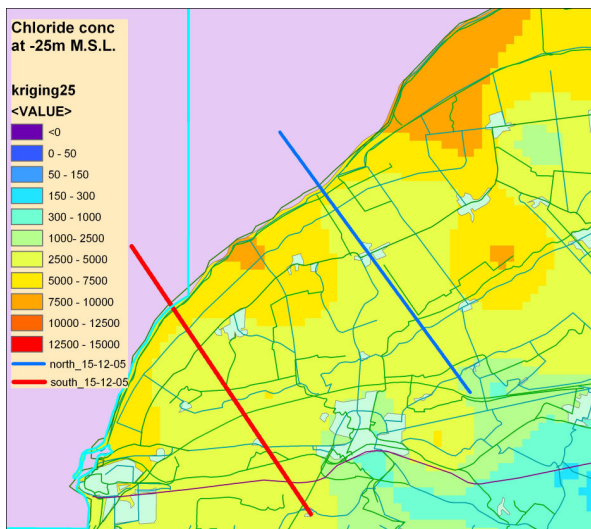 Chloride conc
at -25m M.S.L.
kriging25
<VALUE>
<0
0 - 50
50 - 150
150 - 300
300 - 1000
1000- 2500
2500 - 5000
5000 - 7500
7500 - 10000
10000 - 12500
12500 - 15000
north_15-12-05
south_15-12-05